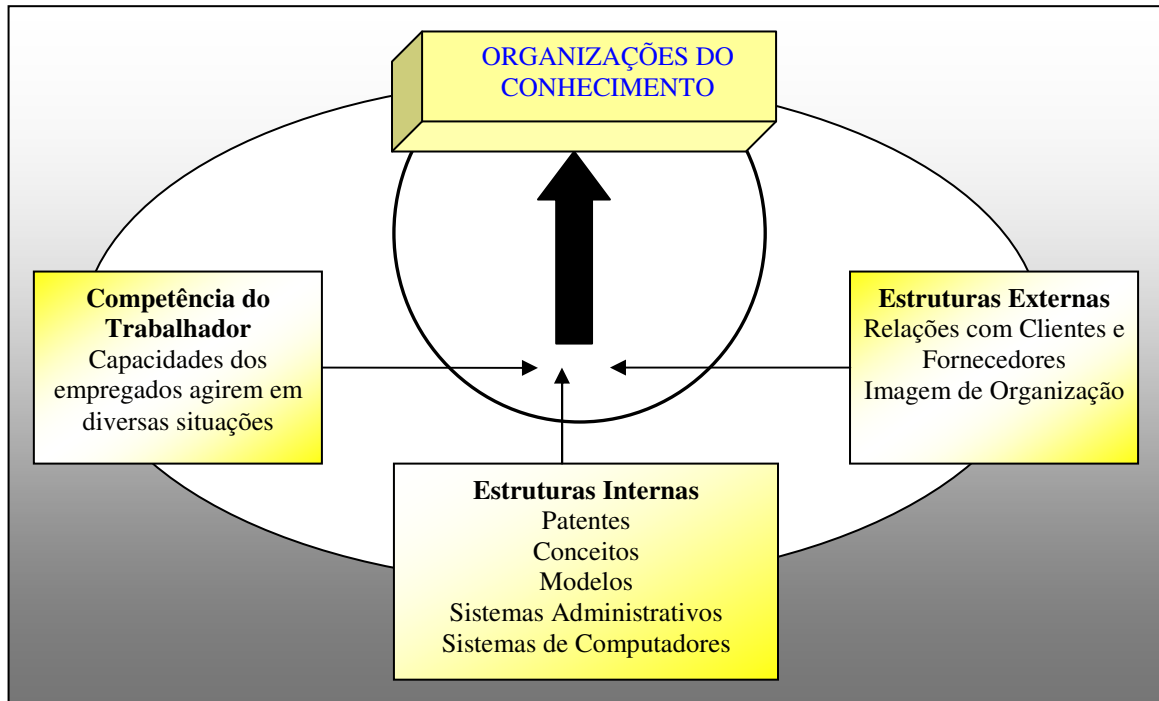 ORGANIZAÇÕES DO
CONHECIMENTO
Competência do
Trabalhador
Capacidades dos
empregados agirem em
diversas situações
Estruturas Externas
Relações com Clientes e
Fornecedores
Imagem de Organização
Estruturas Internas
Patentes
Conceitos
Modelos
Sistemas Administrativos
Sistemas de Computadores